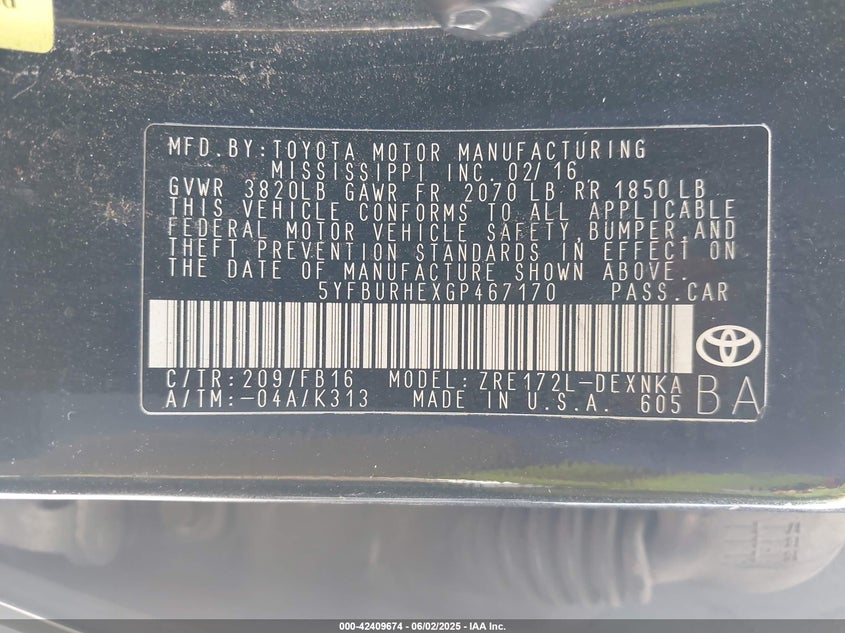 MFD.BY:TOYOTA MOTOR MANUFACTURING
MISSISSIPPI INC. 02/16
GVWR 3820LB GAWR FR 2070 LB RR 1850 LB
THIS VEHICLE CONFORMS TO ALL APPLICABLE
FEDERAL MOTOR VEHICLE SAFETY,BUMPER,AND
THEFT PREVENTION STANDARDS IN EFFECT ON
THE DATE OF MANUFACTURE SHOWN ABOVE.
5YFBURHEXGP467170 PASS.CAR
C/TR:209/FB16 MODEL:ZRE172L-DEXNKA
A/TM:-04A/K313 MADE IN U.S.A. 605 BA
000-42409674 | 06/02/2025 - IAA Inc.